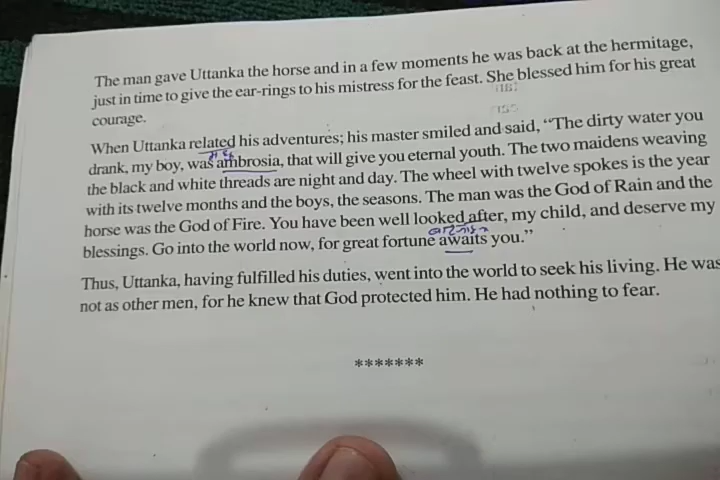 The man gave Uttanka the horse and in a few moments he was back at the hermitage,
just in time to give the ear-rings to his mistress for the feast. She blessed him for his great
courage.
When Uttanka related his adventures; his master smiled and said, “The dirty water you
drank, my boy, was ambrosia, that will give you eternal youth. The two maidens weaving
the black and white threads are night and day. The wheel with twelve spokes is the year
with its twelve months and the boys, the seasons. The man was the God of Rain and the
horse was the God of Fire. You have been well looked after, my child, and deserve my
blessings. Go into the world now, for great fortune awaits you.”
Thus, Uttanka, having fulfilled his duties, went into the world to seek his living. He was
not as other men, for he knew that God protected him. He had nothing to fear.
*******